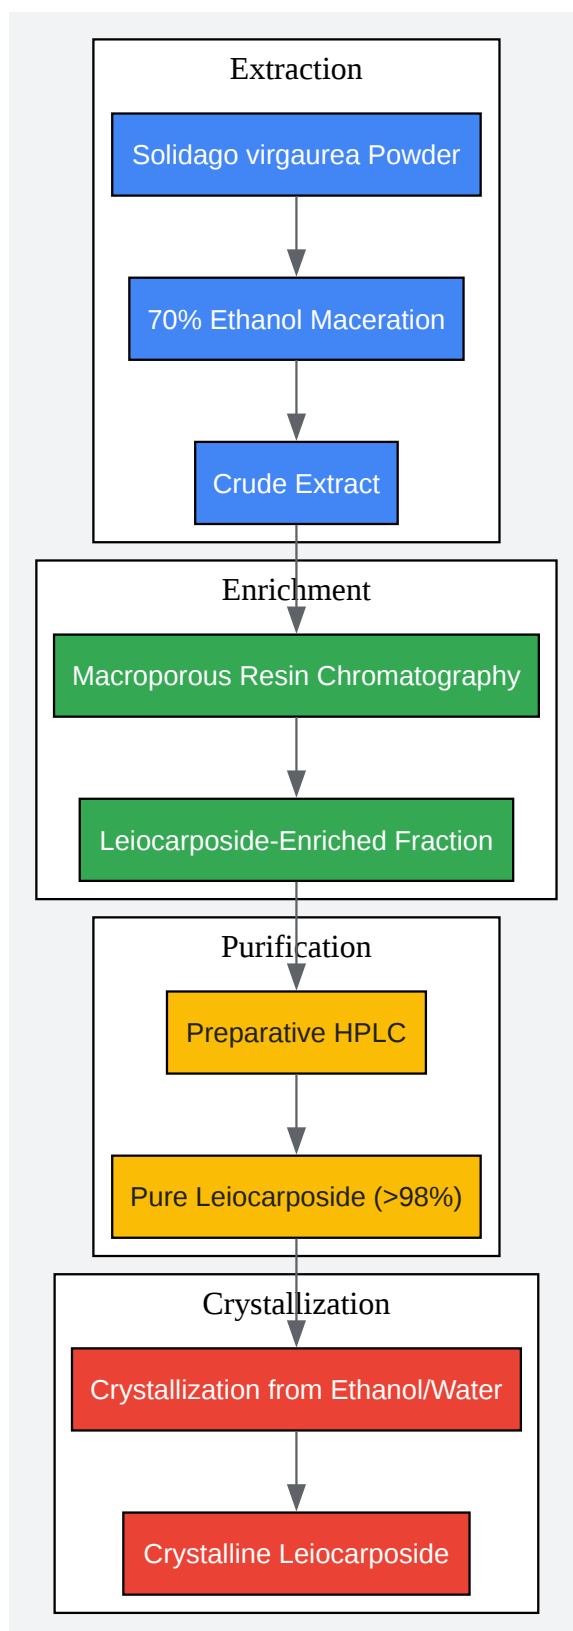 Extraction
Solidago virgaurea Powder
70% Ethanol Maceration
Crude Extract
Enrichment
Macroporous Resin Chromatography
Leiocarposide-Enriched Fraction
Purification
Preparative HPLC
Pure Leiocarposide (>98%)
Crystallization
Crystallization from Ethanol/Water
Crystalline Leiocarposide